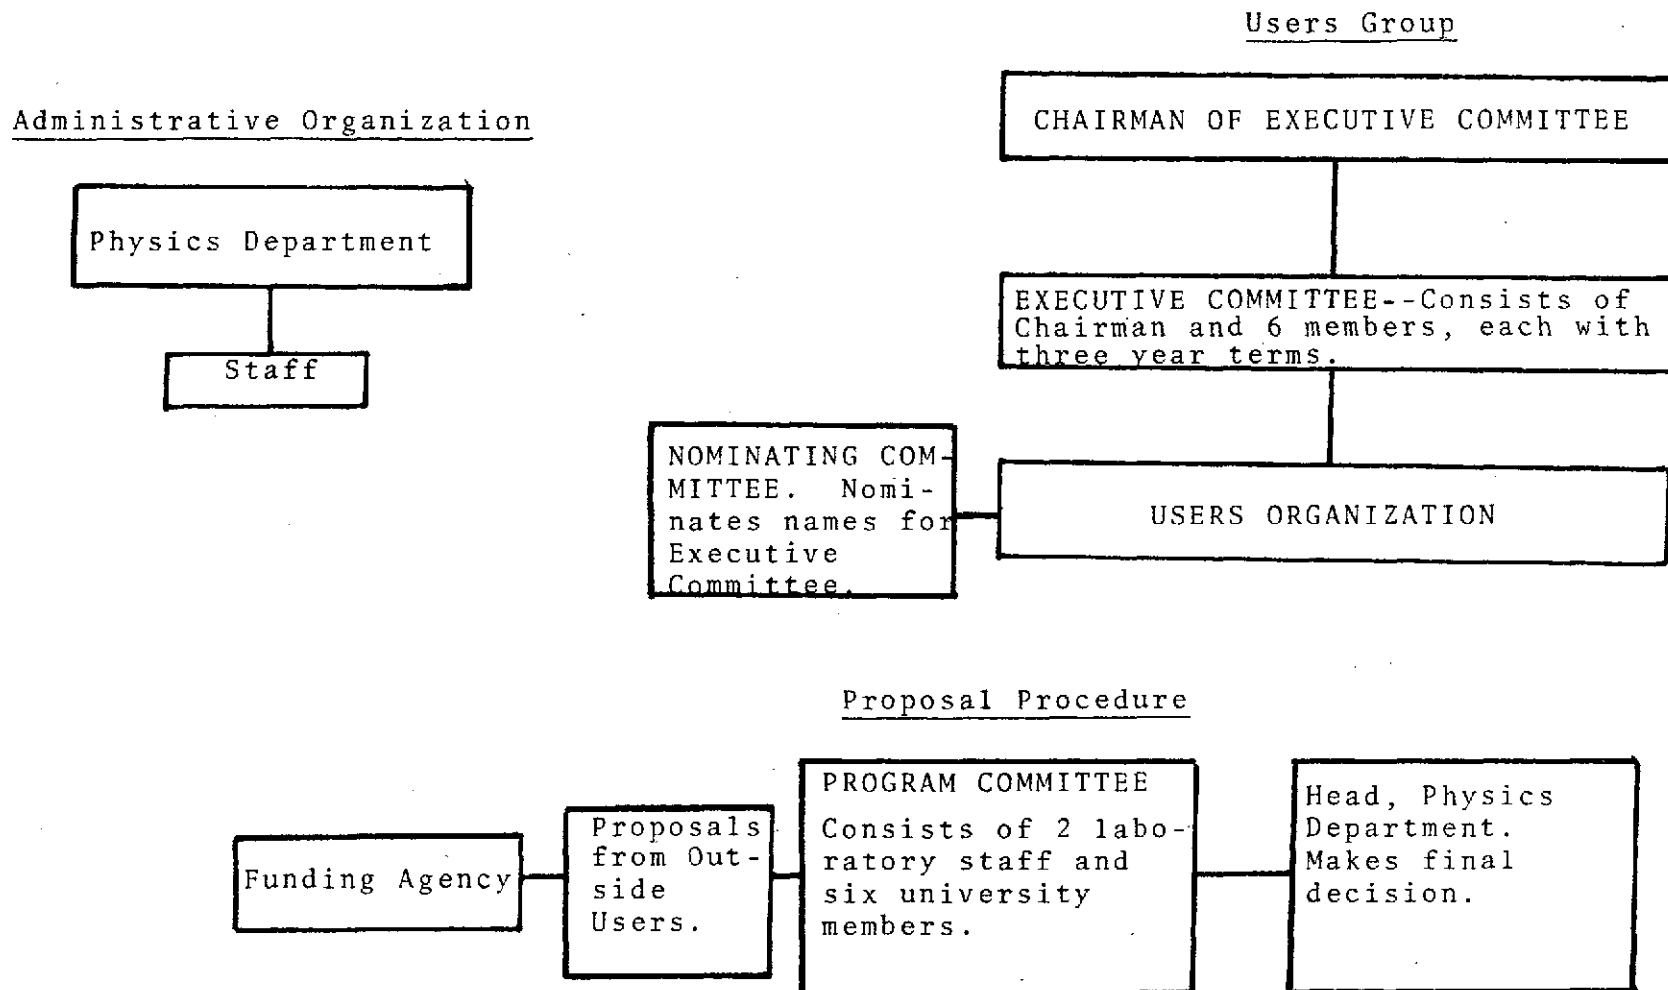 Users Group
CHAIRMAN OF EXECUTIVE COMMITTEE
EXECUTIVE COMMITTEE--Consists of
Chairman and 6 members, each with
three year terms.
Administrative Organization
Physics Department
Staff
NOMINATING COM-
MITTEE. Nomi-
nates names for
Executive
Committee.
USERS ORGANIZATION
Proposal Procedure
Funding Agency
Proposals
from Out-
side
Users.
PROGRAM COMMITTEE
Consists of 2 labo-
ratory staff and
six university
members.
Head, Physics
Department.
Makes final
decision.